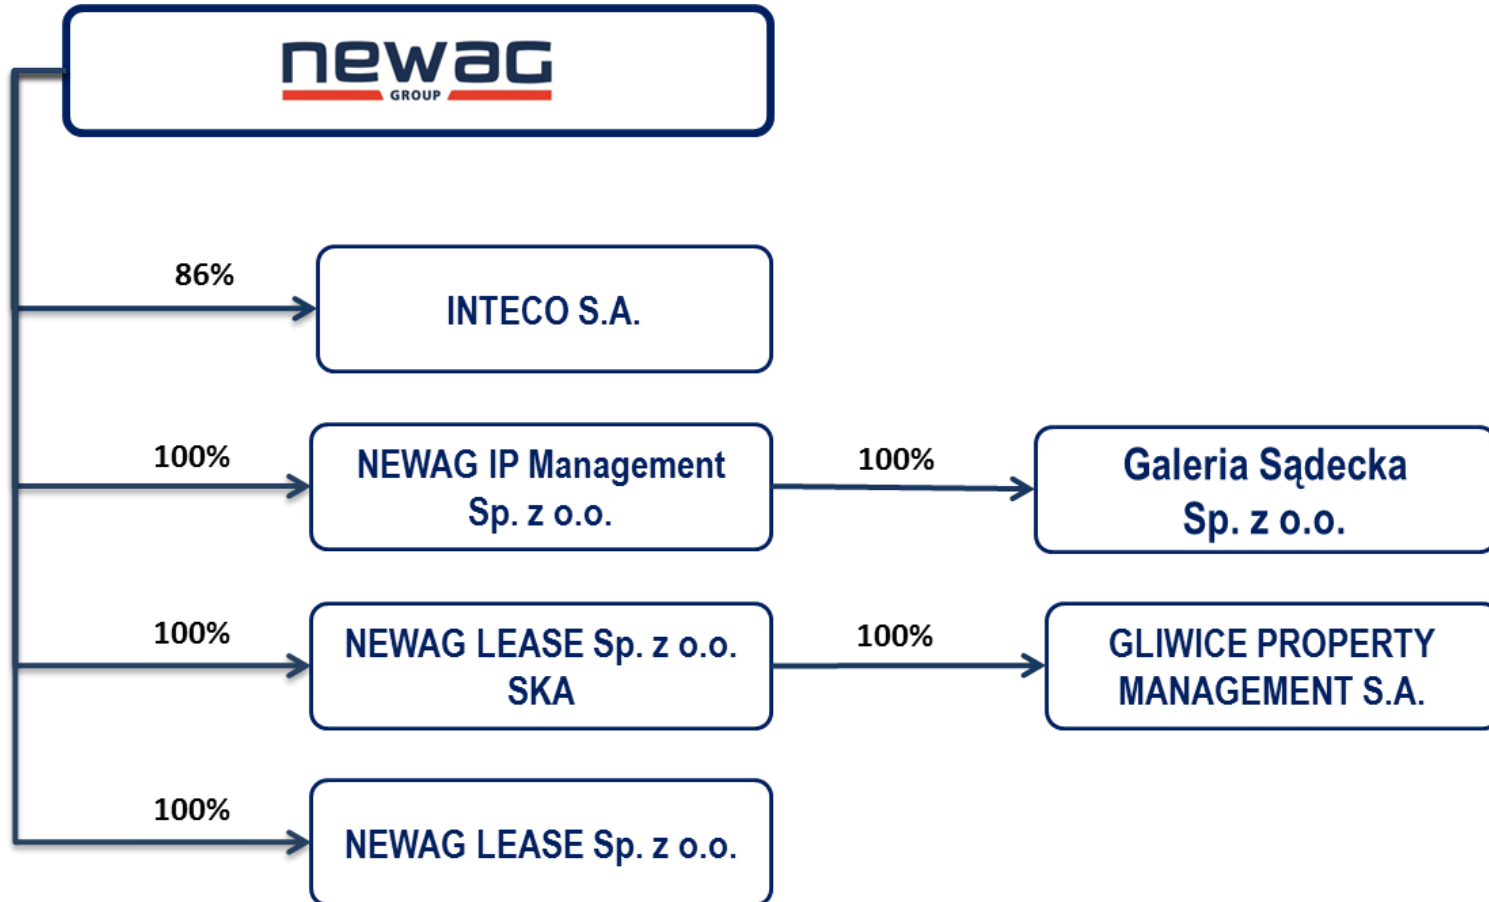 newaG
GROUP
86%
INTECO S.A.
100%
NEWAG IP Management
Sp. z o.o.
100%
Galeria Sądecka
Sp. z o.o.
100%
NEWAG LEASE Sp. z o.o.
SKA
100%
GLIWICE PROPERTY
MANAGEMENT S.A.
100%
NEWAG LEASE Sp. z o.o.